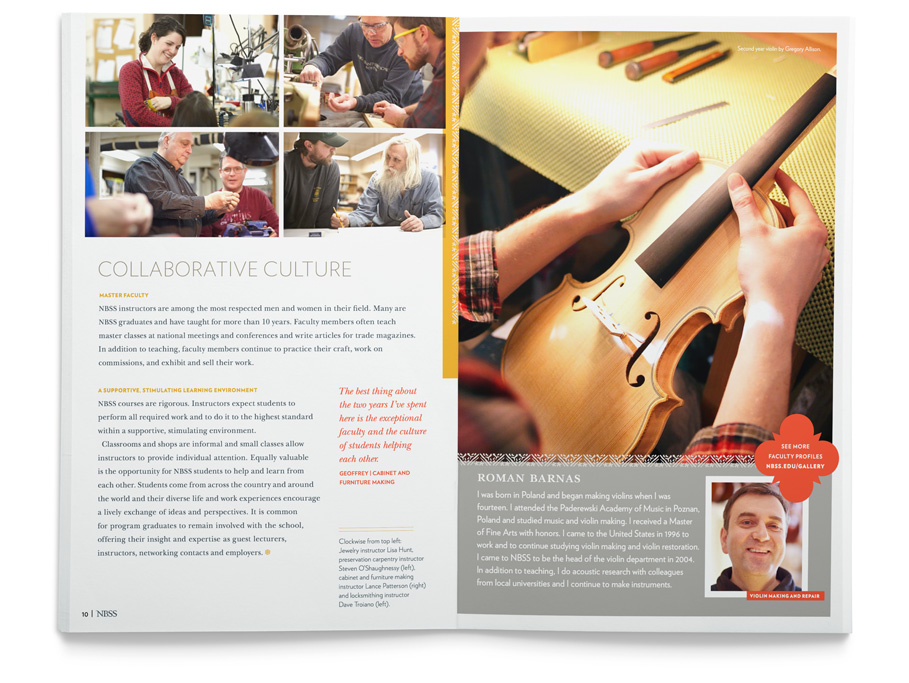 COLLABORATIVE CULTURE
MASTER FACULTY
NBSS instructors are among the most respected men and women in their field. Many are
NBSS graduates and have taught for more than 10 years. Faculty members often teach
master classes at national meetings and conferences and write articles for trade magazines.
In addition to teaching, faculty members continue to practice their craft, work on
commissions, and exhibit and sell their work.
A SUPPORTIVE, STIMULATING LEARNING ENVIRONMENT
NBSS courses are rigorous. Instructors expect students to
perform all required work and to do it to the highest standard
within a supportive, stimulating environment.
Classrooms and shops are informal and small classes allow
instructors to provide individual attention. Equally valuable
is the opportunity for NBSS students to help and learn from
each other. Students come from across the country and around
the world and their diverse life and work experiences encourage
a lively exchange of ideas and perspectives. It is common
for program graduates to remain involved with the school,
offering their insight and expertise as guest lecturers,
instructors, networking contacts and employers.
The best thing about
the two years I've spent
here is the exceptional
faculty and the culture
of students helping
each other.
GEOFFREY | CABINET AND
FURNITURE MAKING
Clockwise from top left:
Jewelry instructor Lisa Hunt,
preservation carpentry instructor
Steven O'Shaughnessy (left),
cabinet and furniture making
instructor Lance Patterson (right)
and locksmithing instructor
Dave Troiano (left).
10 | NBSS
Second year violin by Gregory Allison.
SEE MORE
FACULTY PROFILES
NBSS.EDU/GALLERY
ROMAN BARNAS
I was born in Poland and began making violins when I was
fourteen. I attended the Paderewski Academy of Music in Poznan,
Poland and studied music and violin making. I received a Master
of Fine Arts with honors. I came to the United States in 1996 to
work and to continue studying violin making and violin restoration.
I came to NBSS to be the head of the violin department in 2004.
In addition to teaching, I do acoustic research with colleagues
from local universities and I continue to make instruments.
VIOLIN MAKING AND REPAIR